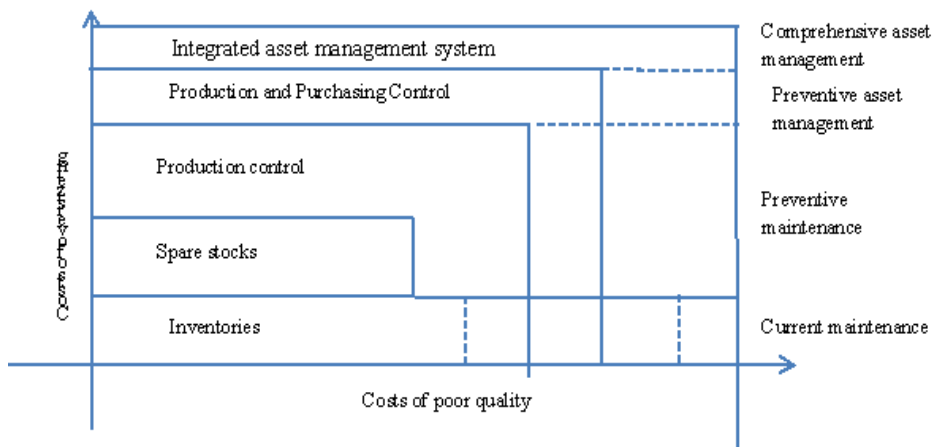 Integrated asset management system
Comprehensive asset
management
Production and Purchasing Control
Preventive asset
management
Production control
Preventive
maintenance
Spare stocks
Inventories
Current maintenance
Costs of poor quality